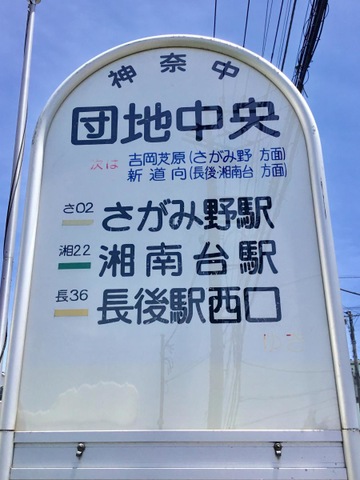 神奈中
団地中央
次は 吉岡芝原(さがみ野 方面)
新道向(長後湘南台 方面)
さ02 さがみ野駅
湘22 湘南台駅
長36 長後駅西口